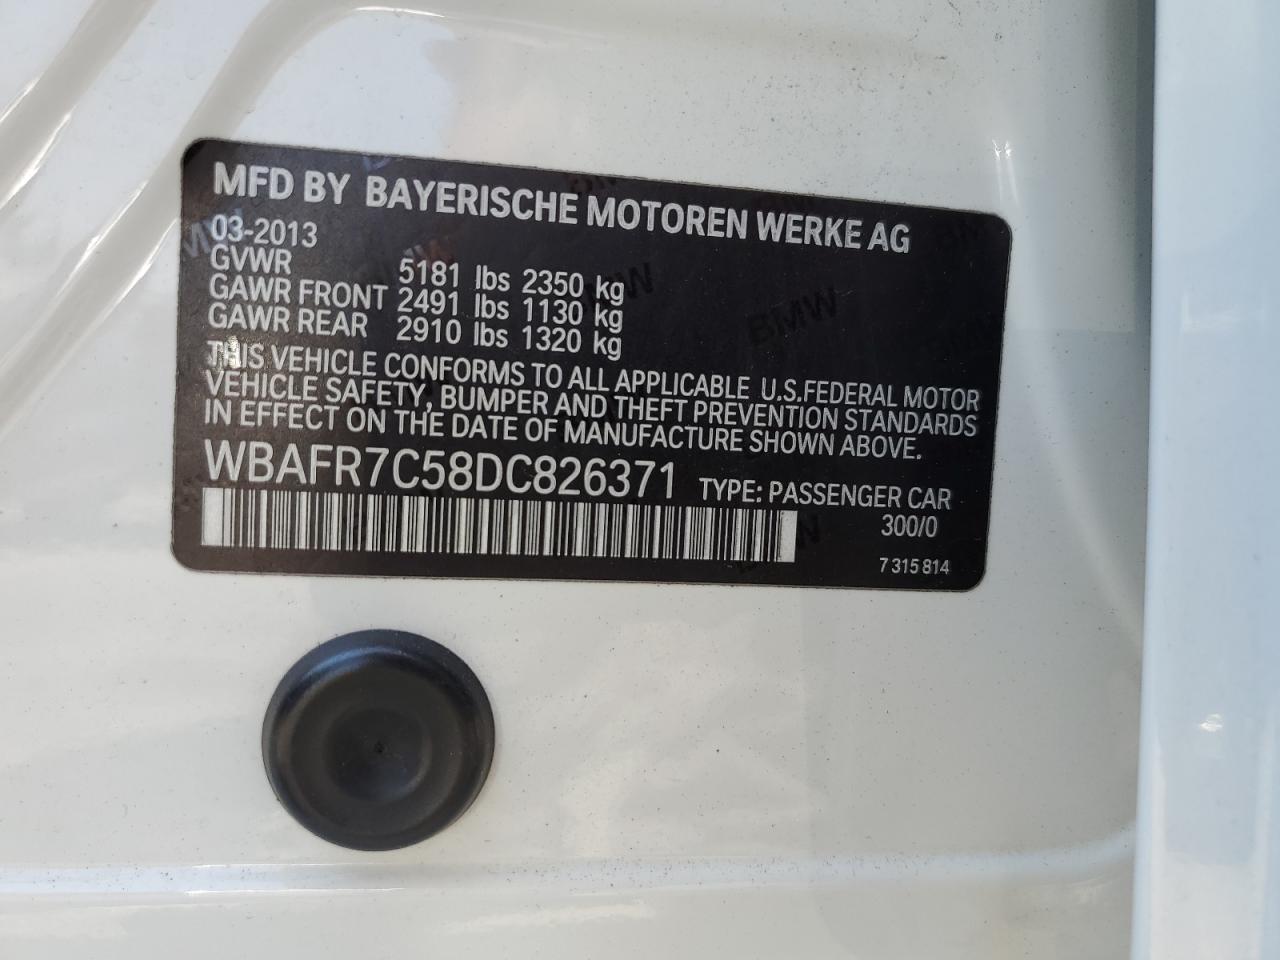 MFD BY BAYERISCHE MOTOREN WERKE AG
03-2013
GVWR 5181 lbs 2350 kg
GAWR FRONT 2491 lbs 1130 kg
GAWR REAR 2910 lbs 1320 kg
THIS VEHICLE CONFORMS TO ALL APPLICABLE U.S.FEDERAL MOTOR
VEHICLE SAFETY, BUMPER AND THEFT PREVENTION STANDARDS
IN EFFECT ON THE DATE OF MANUFACTURE SHOWN ABOVE.
WBAFR7C58DC826371 TYPE: PASSENGER CAR
300/0
7 315 814